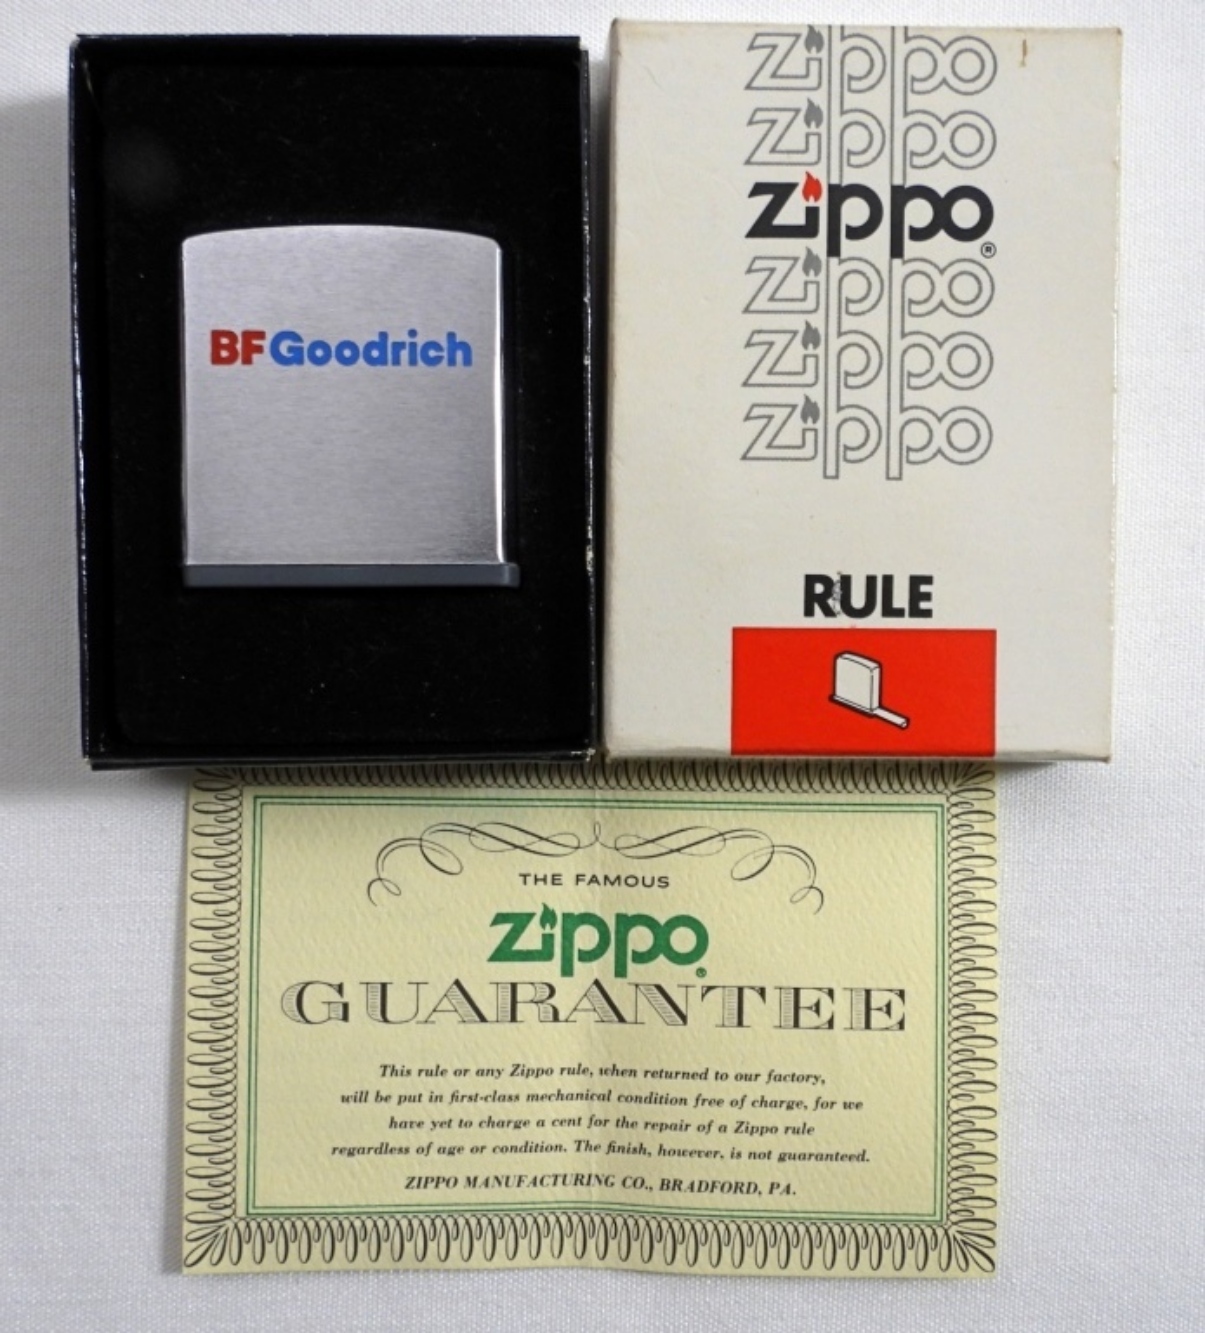 BFGoodrich
Zippo
Zippo
Zippo®
Zippo
Zippo
Zippo
RULE
THE FAMOUS
Zippo®
GUARANTEE
This rule or any Zippo rule, when returned to our factory,
will be put in first-class mechanical condition free of charge, for we
have yet to charge a cent for the repair of a Zippo rule
regardless of age or condition. The finish, however, is not guaranteed.
ZIPPO MANUFACTURING CO., BRADFORD, PA.